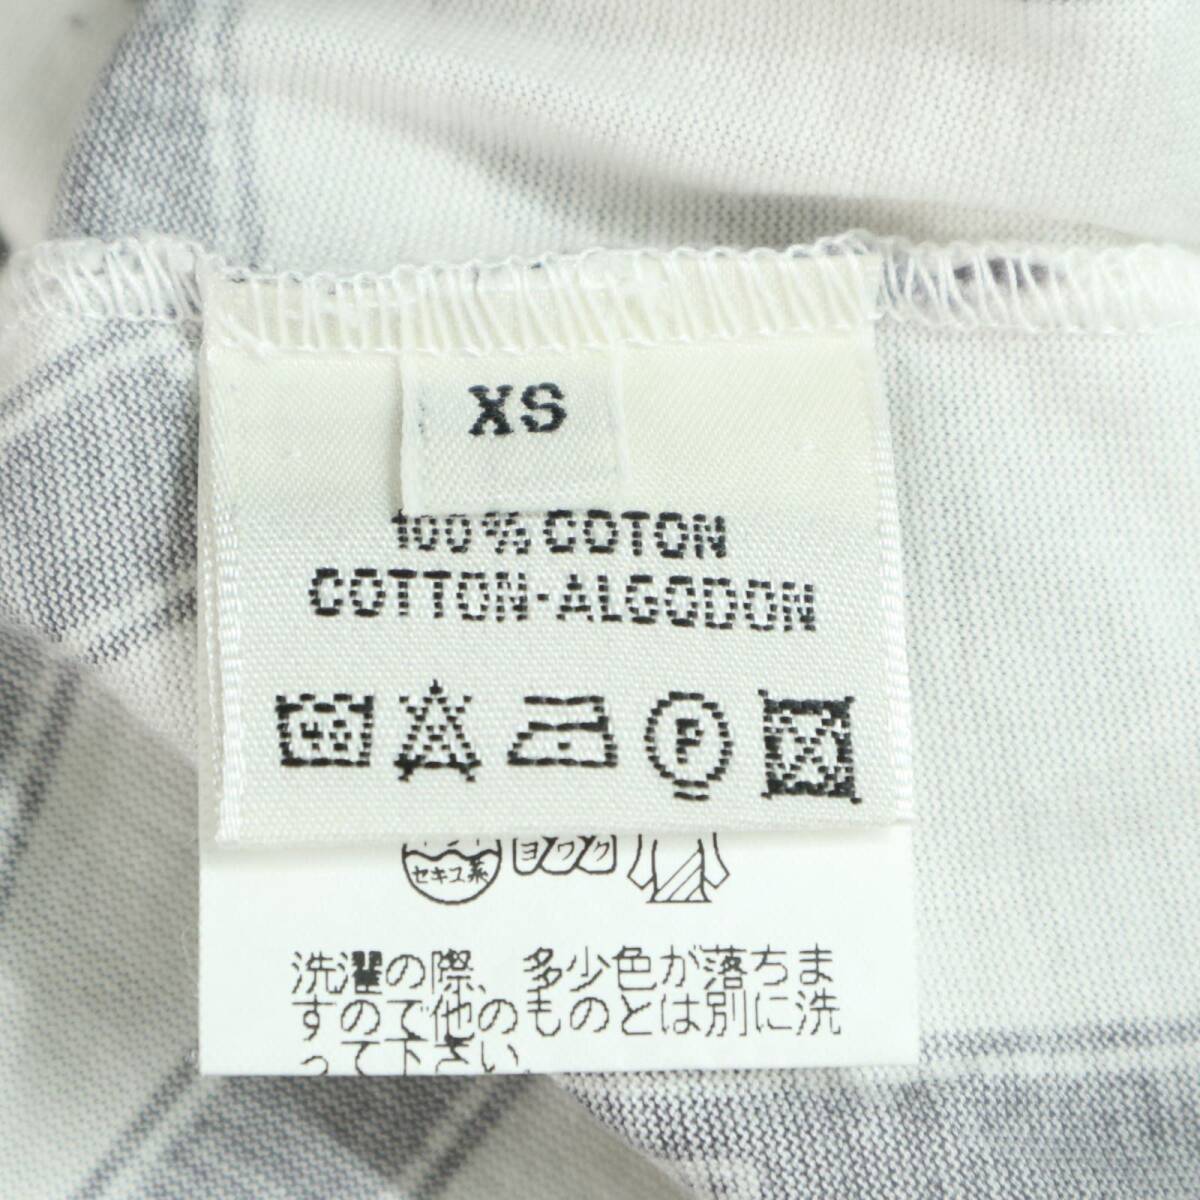 XS
100% COTON
COTTON-ALGODON
40
P
セキユ系
ヨワク
洗濯の際、多少色が落ちま
すので他のものとは別に洗
って下さい